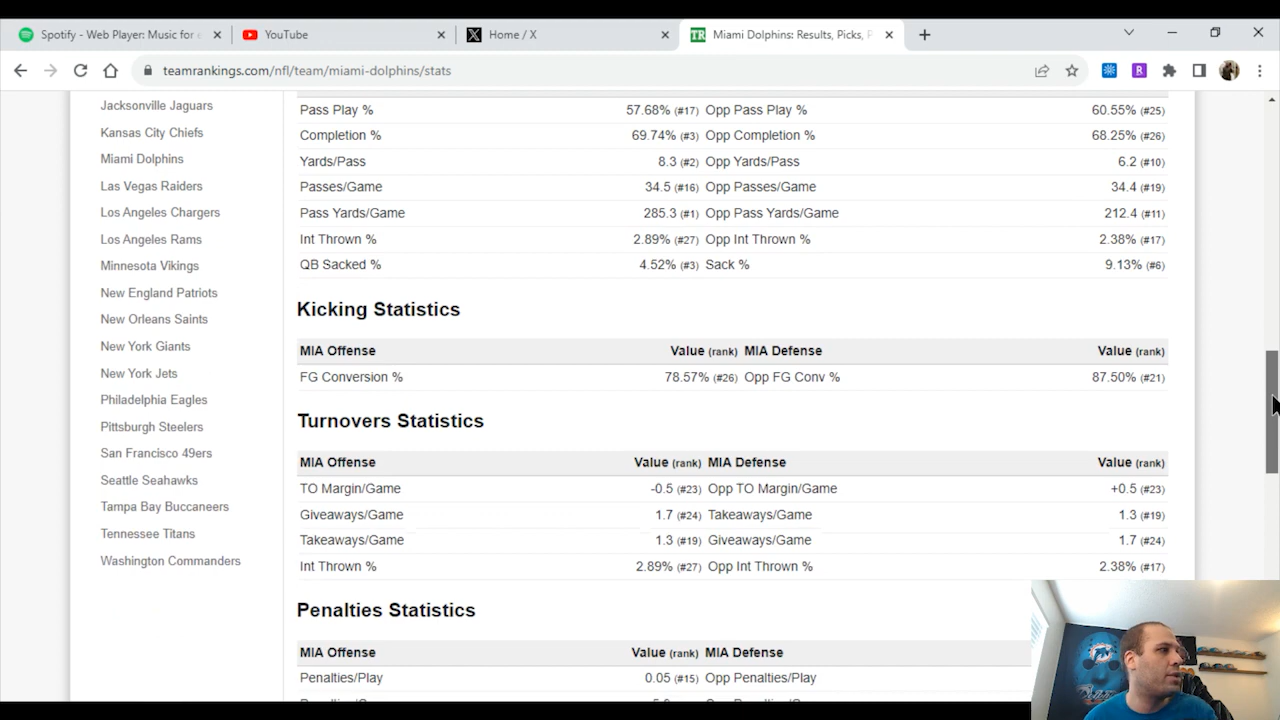 Spotify - Web Player: Music for
YouTube
Home / X
TR Miami Dolphins: Results, Picks, P
teamrankings.com/nfl/team/miami-dolphins/stats
R
Jacksonville Jaguars
Kansas City Chiefs
Miami Dolphins
Las Vegas Raiders
Los Angeles Chargers
Los Angeles Rams
Minnesota Vikings
New England Patriots
New Orleans Saints
New York Giants
New York Jets
Philadelphia Eagles
Pittsburgh Steelers
San Francisco 49ers
Seattle Seahawks
Tampa Bay Buccaneers
Tennessee Titans
Washington Commanders
Pass Play % 57.68% (#17) Opp Pass Play % 60.55% (#25)
Completion % 69.74% (#3) Opp Completion % 68.25% (#26)
Yards/Pass 8.3 (#2) Opp Yards/Pass 6.2 (#10)
Passes/Game 34.5 (#16) Opp Passes/Game 34.4 (#19)
Pass Yards/Game 285.3 (#1) Opp Pass Yards/Game 212.4 (#11)
Int Thrown % 2.89% (#27) Opp Int Thrown % 2.38% (#17)
QB Sacked % 4.52% (#3) Sack % 9.13% (#6)
Kicking Statistics
MIA Offense Value (rank) MIA Defense Value (rank)
FG Conversion % 78.57% (#26) Opp FG Conv % 87.50% (#21)
Turnovers Statistics
MIA Offense Value (rank) MIA Defense Value (rank)
TO Margin/Game -0.5 (#23) Opp TO Margin/Game +0.5 (#23)
Giveaways/Game 1.7 (#24) Takeaways/Game 1.3 (#19)
Takeaways/Game 1.3 (#19) Giveaways/Game 1.7 (#24)
Int Thrown % 2.89% (#27) Opp Int Thrown % 2.38% (#17)
Penalties Statistics
MIA Offense Value (rank) MIA Defense
Penalties/Play 0.05 (#15) Opp Penalties/Play